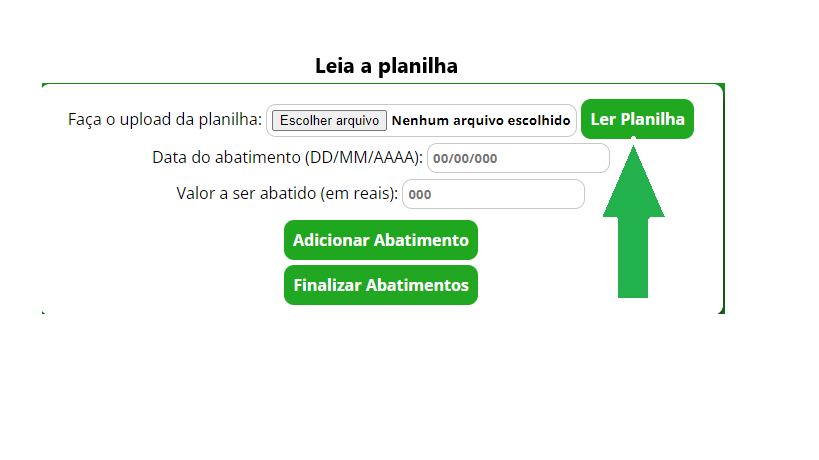 Leia a planilha
Faça o upload da planilha: Escolher arquivo Nenhum arquivo escolhido Ler Planilha
Data do abatimento (DD/MM/AAAA): 00/00/000
Valor a ser abatido (em reais): 000
Adicionar Abatimento
Finalizar Abatimentos